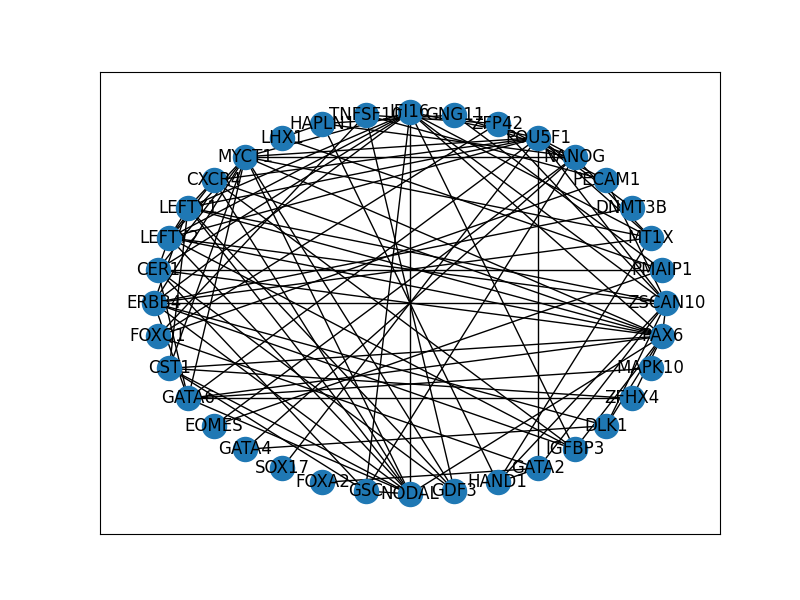 TNFSF10 IFI16 GNG11
HAPLN1 ZFP42
LHX1 POU5F1
MYCT1 NANOG
CXCR4 PECAM1
LEFTY1 DNMT3B
LEFTY2 MT1X
CER1 PMAIP1
ERBB4 ZSCAN10
FOXQ1 PAX6
CST1 MAPK10
GATA6 ZFHX4
EOMES DLK1
GATA4 IGFBP3
SOX17 GATA2
FOXA2 HAND1
GSC NODAL GDF3